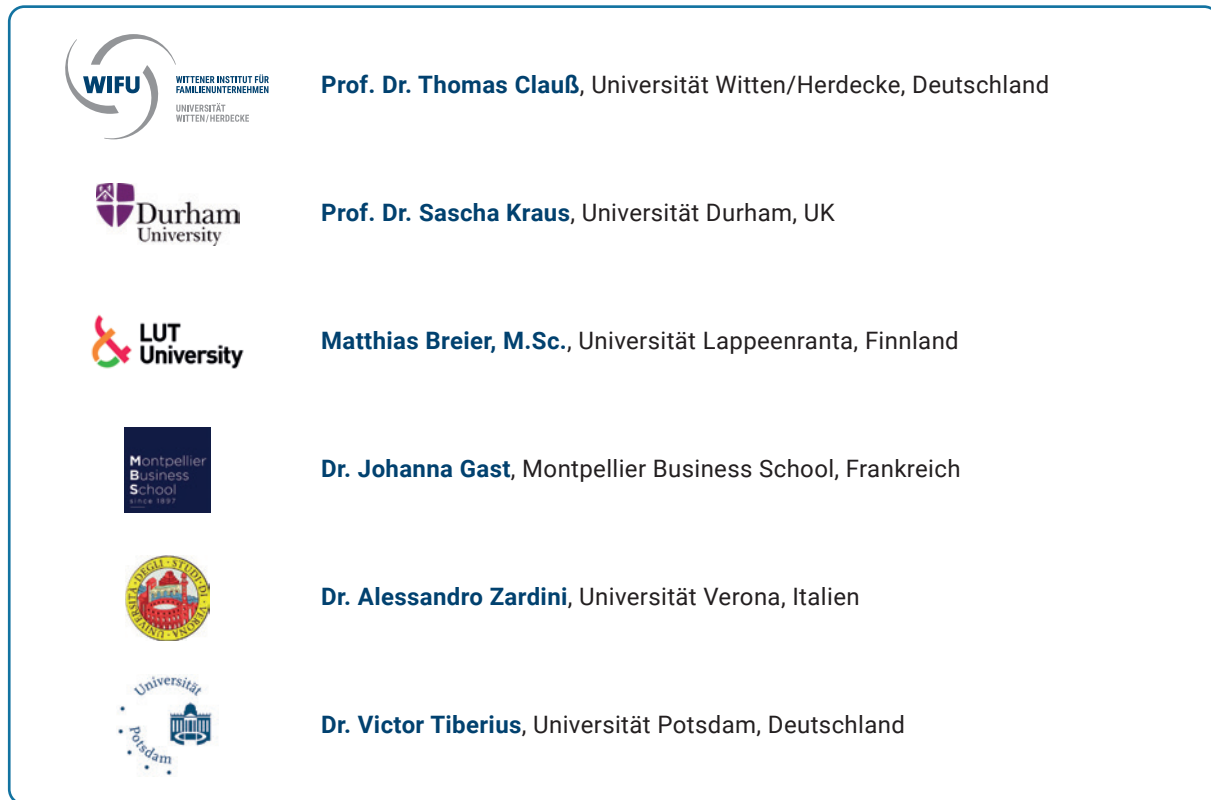 WIFU
WITTENER INSTITUT FÜR
FAMILIENUNTERNEHMEN
UNIVERSITÄT
WITTEN/HERDECKE
Prof. Dr. Thomas Clauß, Universität Witten/Herdecke, Deutschland
Durham
University
Prof. Dr. Sascha Kraus, Universität Durham, UK
LUT
University
Matthias Breier, M.Sc., Universität Lappeenranta, Finnland
Montpellier
Business
School
since 1897
Dr. Johanna Gast, Montpellier Business School, Frankreich
UNIVERSITÀ DEGLI STUDI DI VERONA
Dr. Alessandro Zardini, Universität Verona, Italien
Universität
Potsdam
Dr. Victor Tiberius, Universität Potsdam, Deutschland